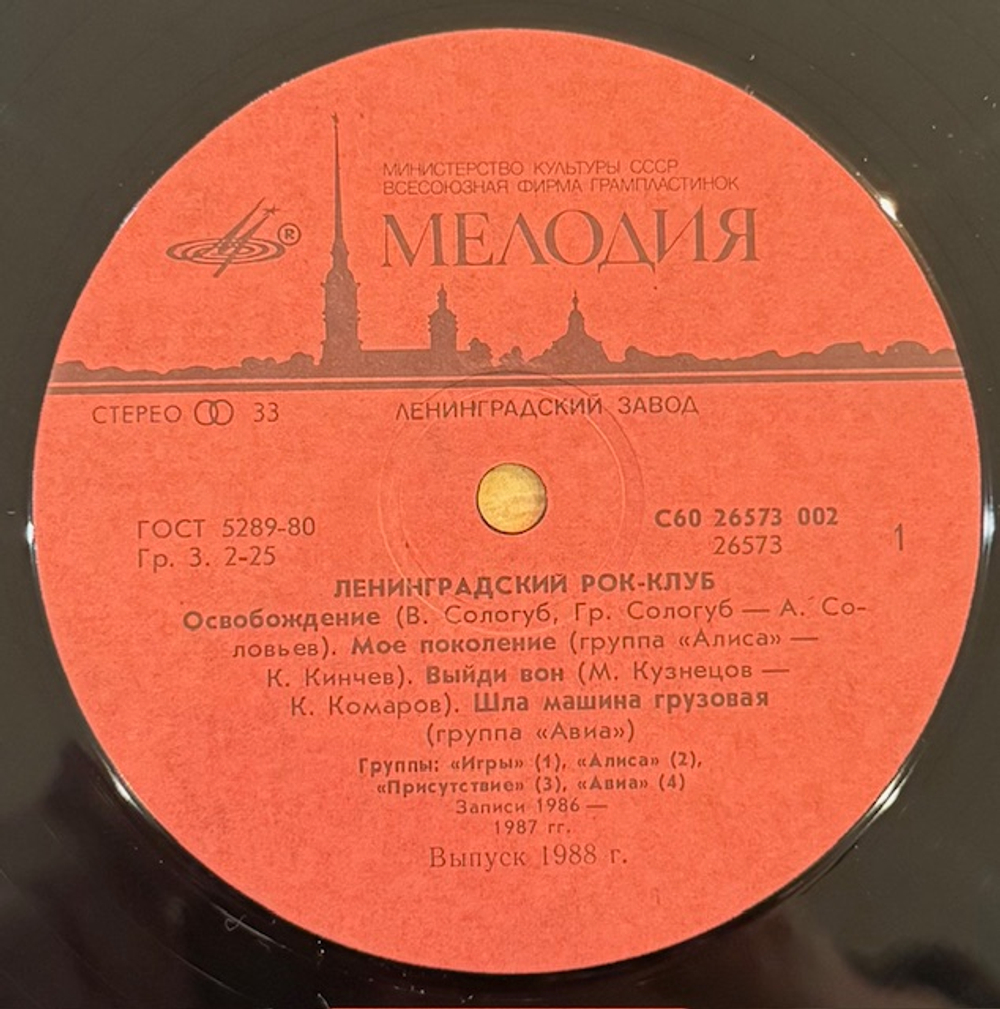 МИНИСТЕРСТВО КУЛЬТУРЫ СССР
ВСЕСОЮЗНАЯ ФИРМА ГРАМПЛАСТИНОК
МЕЛОДИЯ
®
СТЕРЕО 33
ЛЕНИНГРАДСКИЙ ЗАВОД
ГОСТ 5289-80
Гр. 3. 2-25
С60 26573 002
26573
1
ЛЕНИНГРАДСКИЙ РОК-КЛУБ
Освобождение (В. Сологуб, Гр. Сологуб — А. Со-
ловьев). Мое поколение (группа «Алиса» —
К. Кинчев). Выйди вон (М. Кузнецов —
К. Комаров). Шла машина грузовая
(группа «Авиа»)
Группы: «Игры» (1), «Алиса» (2),
«Присутствие» (3), «Авиа» (4)
Записи 1986 —
1987 гг.
Выпуск 1988 г.